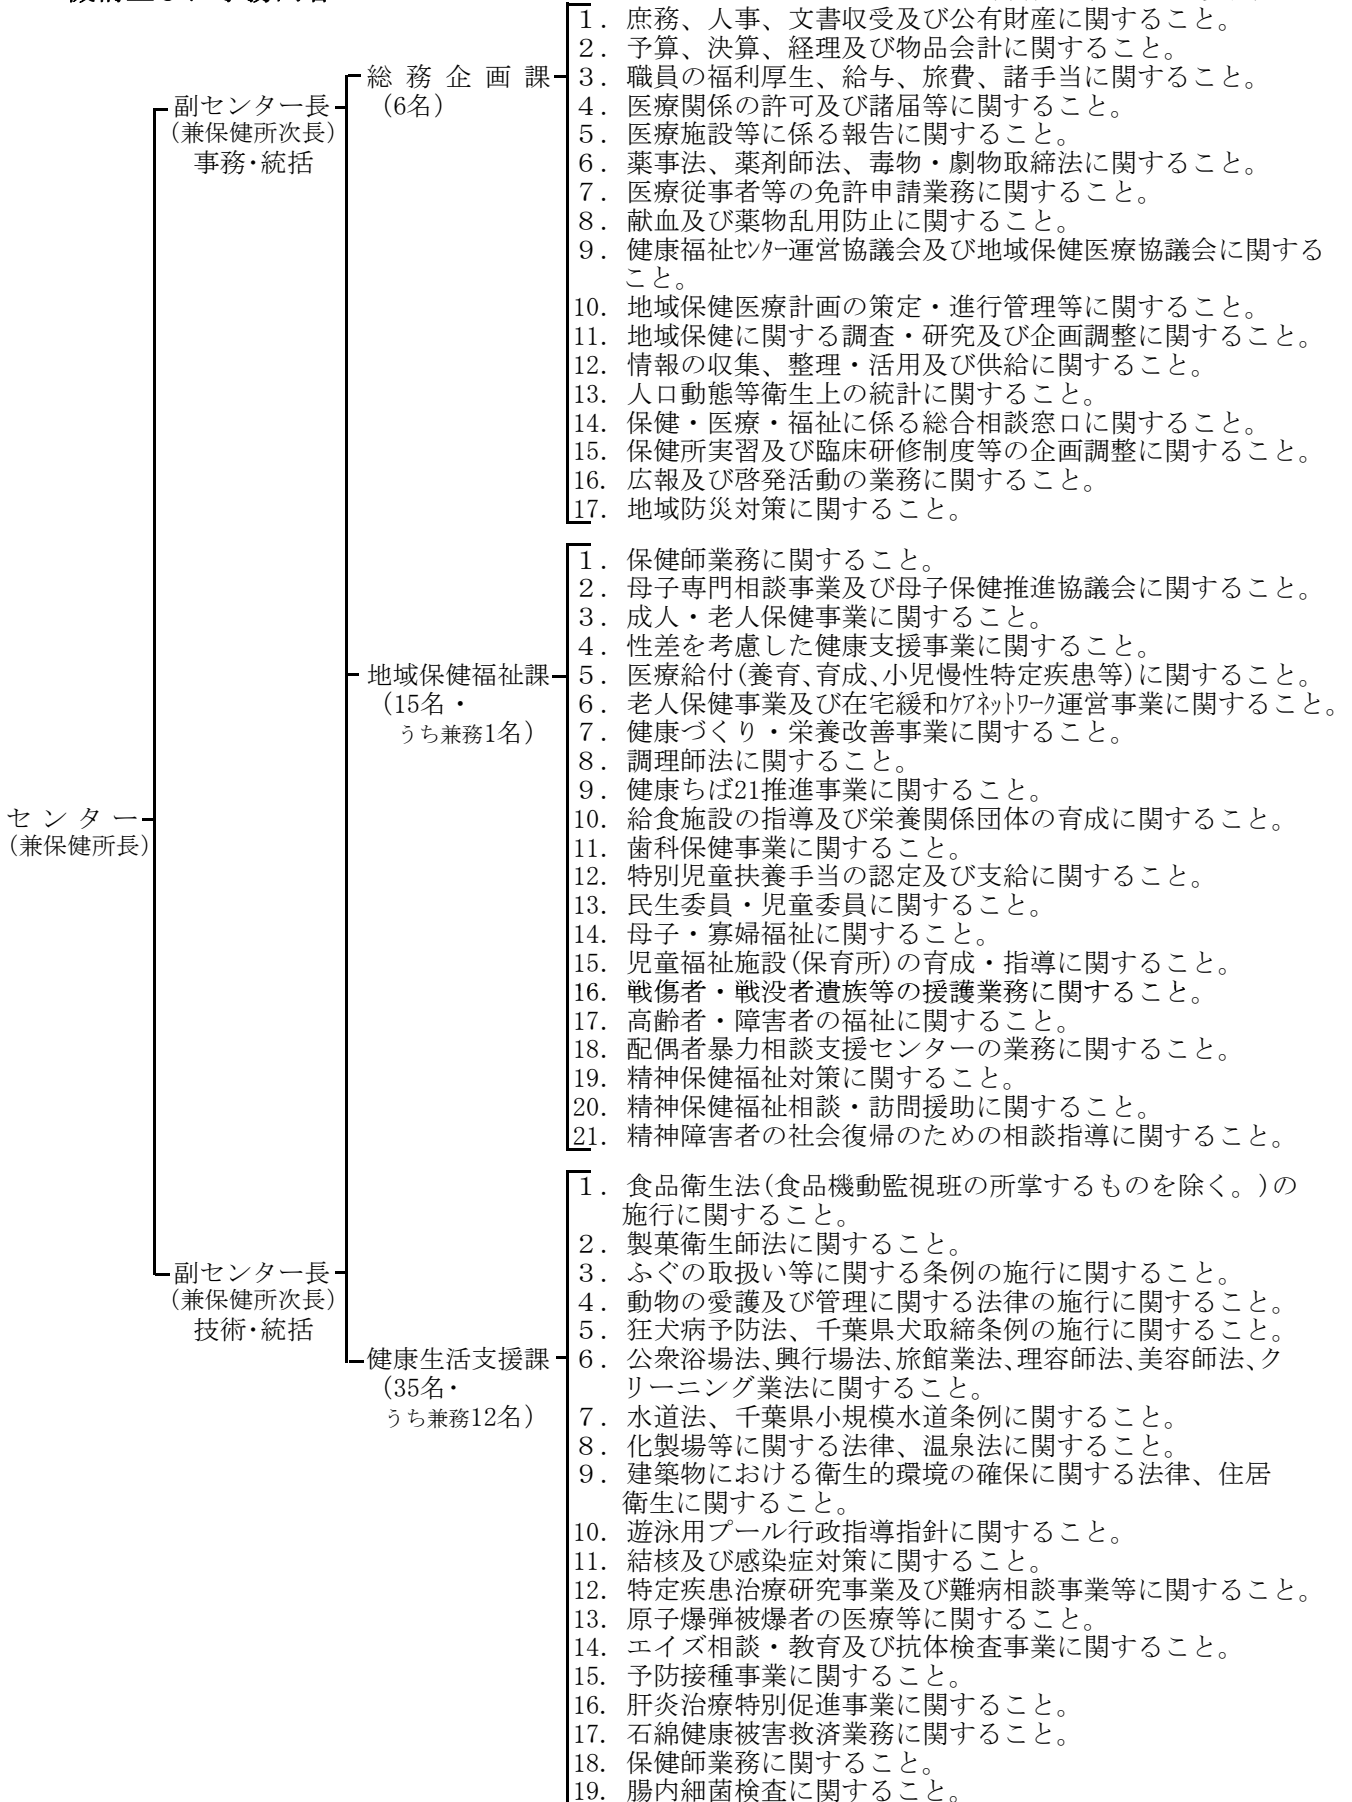 センター
(兼保健所長)
副センター長
(兼保健所次長)
事務･統括
総務企画課
(6名)
1. 庶務、人事、文書収受及び公有財産に関すること。
2. 予算、決算、経理及び物品会計に関すること。
3. 職員の福利厚生、給与、旅費、諸手当に関すること。
4. 医療関係の許可及び諸届等に関すること。
5. 医療施設等に係る報告に関すること。
6. 薬事法、薬剤師法、毒物・劇物取締法に関すること。
7. 医療従事者等の免許申請業務に関すること。
8. 献血及び薬物乱用防止に関すること。
9. 健康福祉ｾﾝﾀｰ運営協議会及び地域保健医療協議会に関する
こと。
10. 地域保健医療計画の策定・進行管理等に関すること。
11. 地域保健に関する調査・研究及び企画調整に関すること。
12. 情報の収集、整理・活用及び供給に関すること。
13. 人口動態等衛生上の統計に関すること。
14. 保健・医療・福祉に係る総合相談窓口に関すること。
15. 保健所実習及び臨床研修制度等の企画調整に関すること。
16. 広報及び啓発活動の業務に関すること。
17. 地域防災対策に関すること。
地域保健福祉課
(15名・
うち兼務1名)
1. 保健師業務に関すること。
2. 母子専門相談事業及び母子保健推進協議会に関すること。
3. 成人・老人保健事業に関すること。
4. 性差を考慮した健康支援事業に関すること。
5. 医療給付(養育､育成､小児慢性特定疾患等)に関すること。
6. 老人保健事業及び在宅緩和ｹｱﾈｯﾄﾜｰｸ運営事業に関すること。
7. 健康づくり・栄養改善事業に関すること。
8. 調理師法に関すること。
9. 健康ちば21推進事業に関すること。
10. 給食施設の指導及び栄養関係団体の育成に関すること。
11. 歯科保健事業に関すること。
12. 特別児童扶養手当の認定及び支給に関すること。
13. 民生委員・児童委員に関すること。
14. 母子・寡婦福祉に関すること。
15. 児童福祉施設(保育所)の育成・指導に関すること。
16. 戦傷者・戦没者遺族等の援護業務に関すること。
17. 高齢者・障害者の福祉に関すること。
18. 配偶者暴力相談支援センターの業務に関すること。
19. 精神保健福祉対策に関すること。
20. 精神保健福祉相談・訪問援助に関すること。
21. 精神障害者の社会復帰のための相談指導に関すること。
副センター長
(兼保健所次長)
技術･統括
健康生活支援課
(35名・
うち兼務12名)
1. 食品衛生法(食品機動監視班の所掌するものを除く。)の
施行に関すること。
2. 製菓衛生師法に関すること。
3. ふぐの取扱い等に関する条例の施行に関すること。
4. 動物の愛護及び管理に関する法律の施行に関すること。
5. 狂犬病予防法、千葉県犬取締条例の施行に関すること。
6. 公衆浴場法､興行場法､旅館業法､理容師法､美容師法､ク
リーニング業法に関すること。
7. 水道法、千葉県小規模水道条例に関すること。
8. 化製場等に関する法律、温泉法に関すること。
9. 建築物における衛生的環境の確保に関する法律、住居
衛生に関すること。
10. 遊泳用プール行政指導指針に関すること。
11. 結核及び感染症対策に関すること。
12. 特定疾患治療研究事業及び難病相談事業等に関すること。
13. 原子爆弾被爆者の医療等に関すること。
14. エイズ相談・教育及び抗体検査事業に関すること。
15. 予防接種事業に関すること。
16. 肝炎治療特別促進事業に関すること。
17. 石綿健康被害救済業務に関すること。
18. 保健師業務に関すること。
19. 腸内細菌検査に関すること。